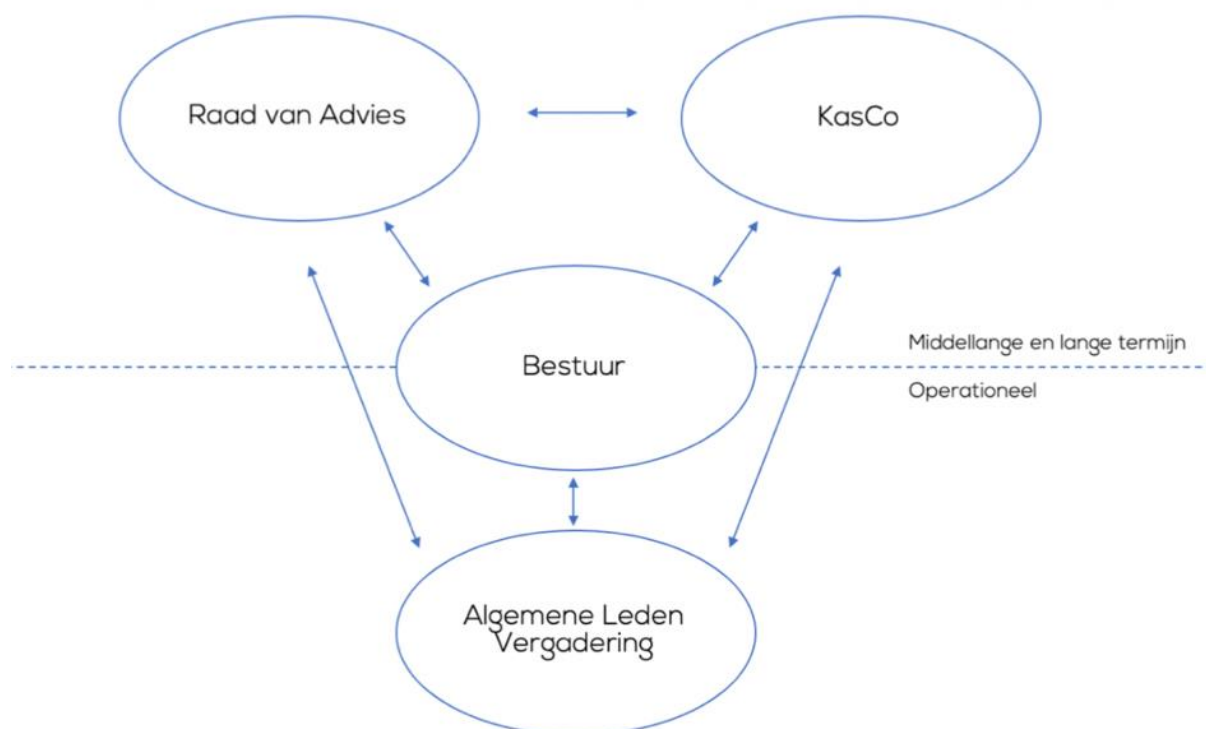 Raad van Advies
KasCo
Bestuur
Middellange en lange termijn
Operationeel
Algemene Leden
Vergadering